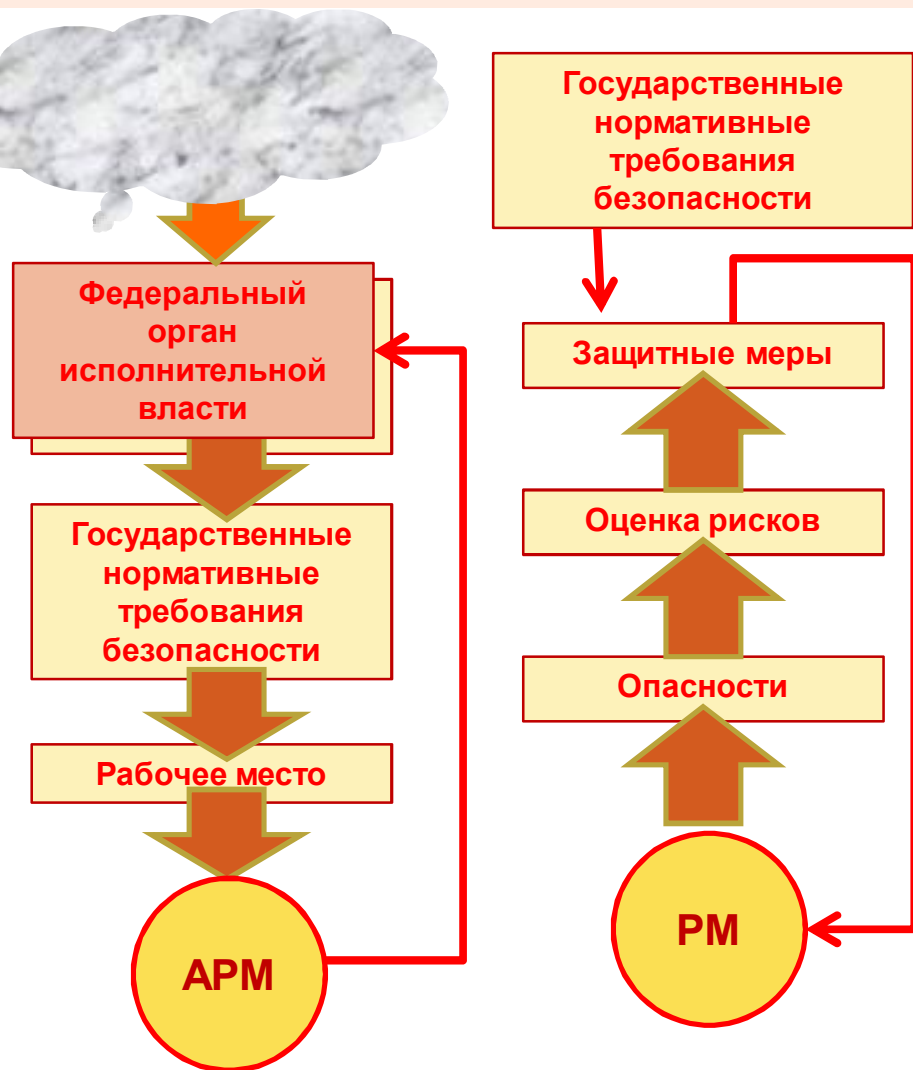 Федеральный
орган
исполнительной
власти
Государственные
нормативные
требования
безопасности
Рабочее место
АРМ
Государственные
нормативные
требования
безопасности
Защитные меры
Оценка рисков
Опасности
РМ